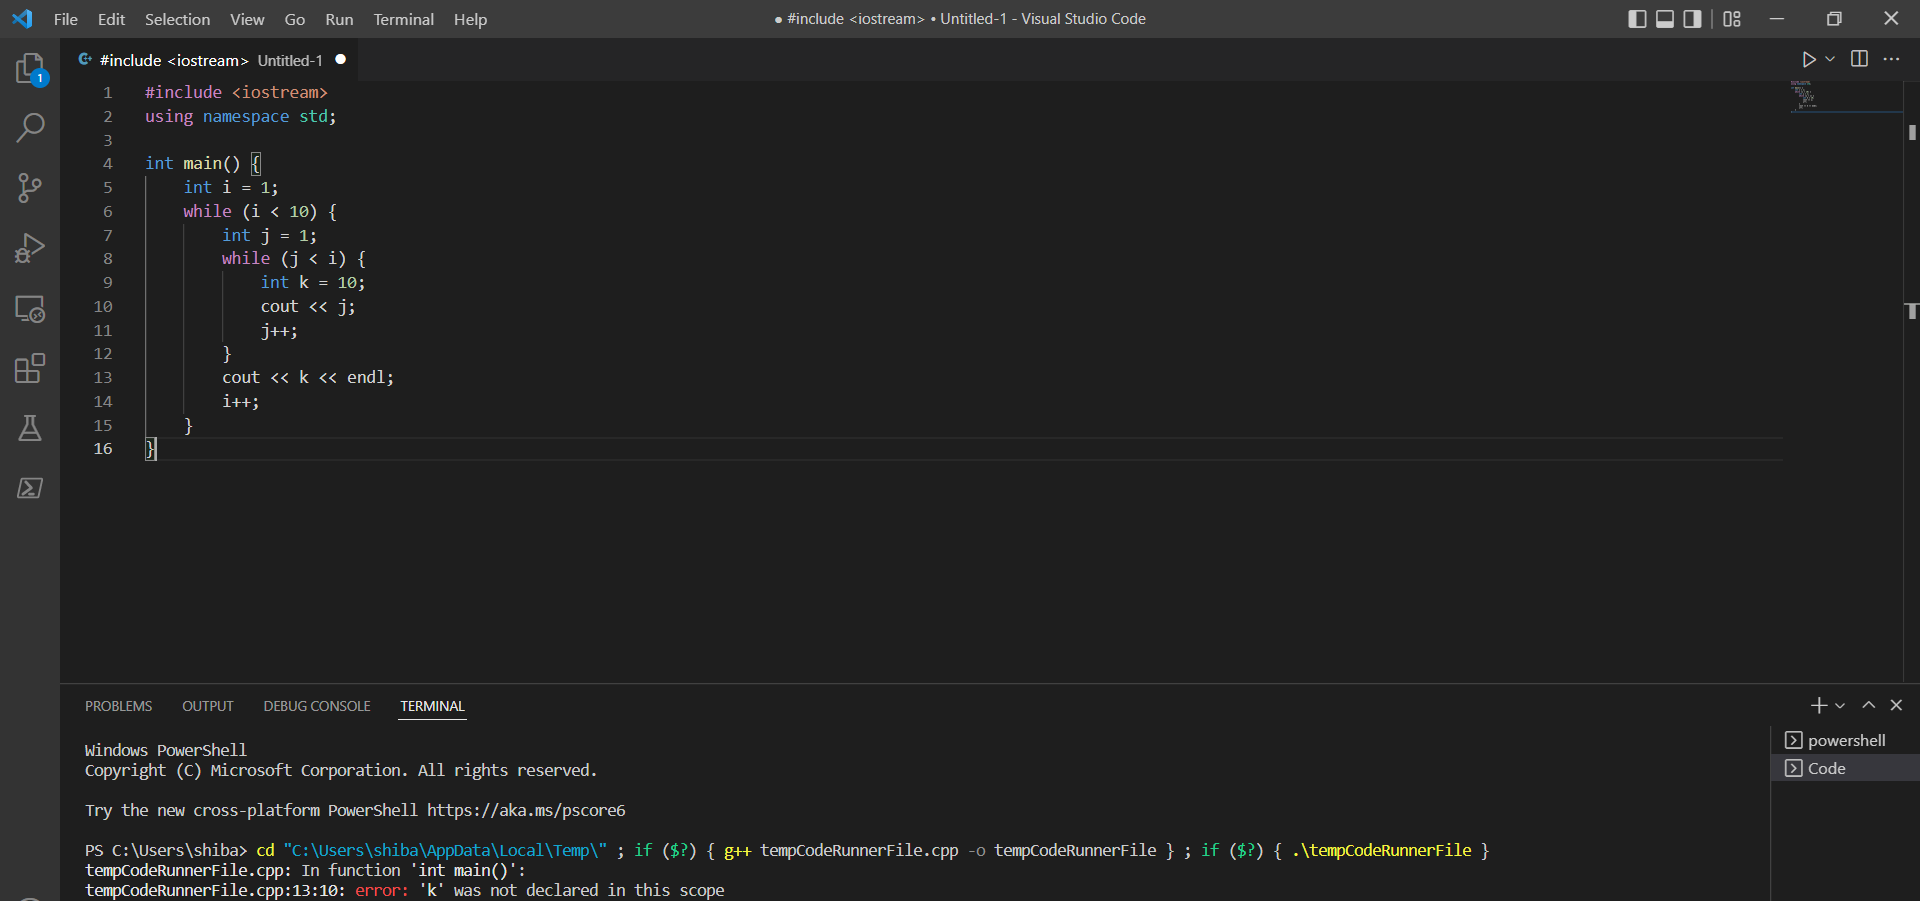 File Edit Selection View Go Run Terminal Help
● #include <iostream> • Untitled-1 - Visual Studio Code
1
#include <iostream> Untitled-1 ●
1 #include <iostream>
2 using namespace std;
3
4 int main() {
5     int i = 1;
6     while (i < 10) {
7         int j = 1;
8         while (j < i) {
9             int k = 10;
10             cout << j;
11             j++;
12         }
13         cout << k << endl;
14         i++;
15     }
16 }
PROBLEMS OUTPUT DEBUG CONSOLE TERMINAL
powershell
Code
Windows PowerShell
Copyright (C) Microsoft Corporation. All rights reserved.
Try the new cross-platform PowerShell https://aka.ms/pscore6
PS C:\Users\shiba> cd "C:\Users\shiba\AppData\Local\Temp\" ; if ($?) { g++ tempCodeRunnerFile.cpp -o tempCodeRunnerFile } ; if ($?) { .\tempCodeRunnerFile }
tempCodeRunnerFile.cpp: In function 'int main()':
tempCodeRunnerFile.cpp:13:10: error: 'k' was not declared in this scope